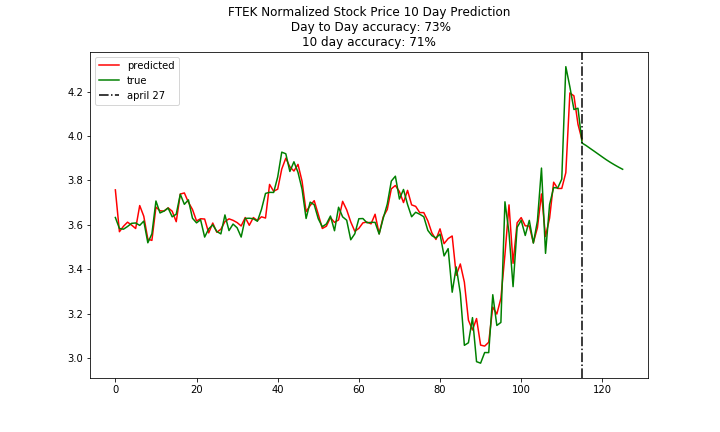 FTEK Normalized Stock Price 10 Day Prediction
Day to Day accuracy: 73%
10 day accuracy: 71%
predicted
true
april 27
4.2
4.0
3.8
3.6
3.4
3.2
3.0
0 20 40 60 80 100 120